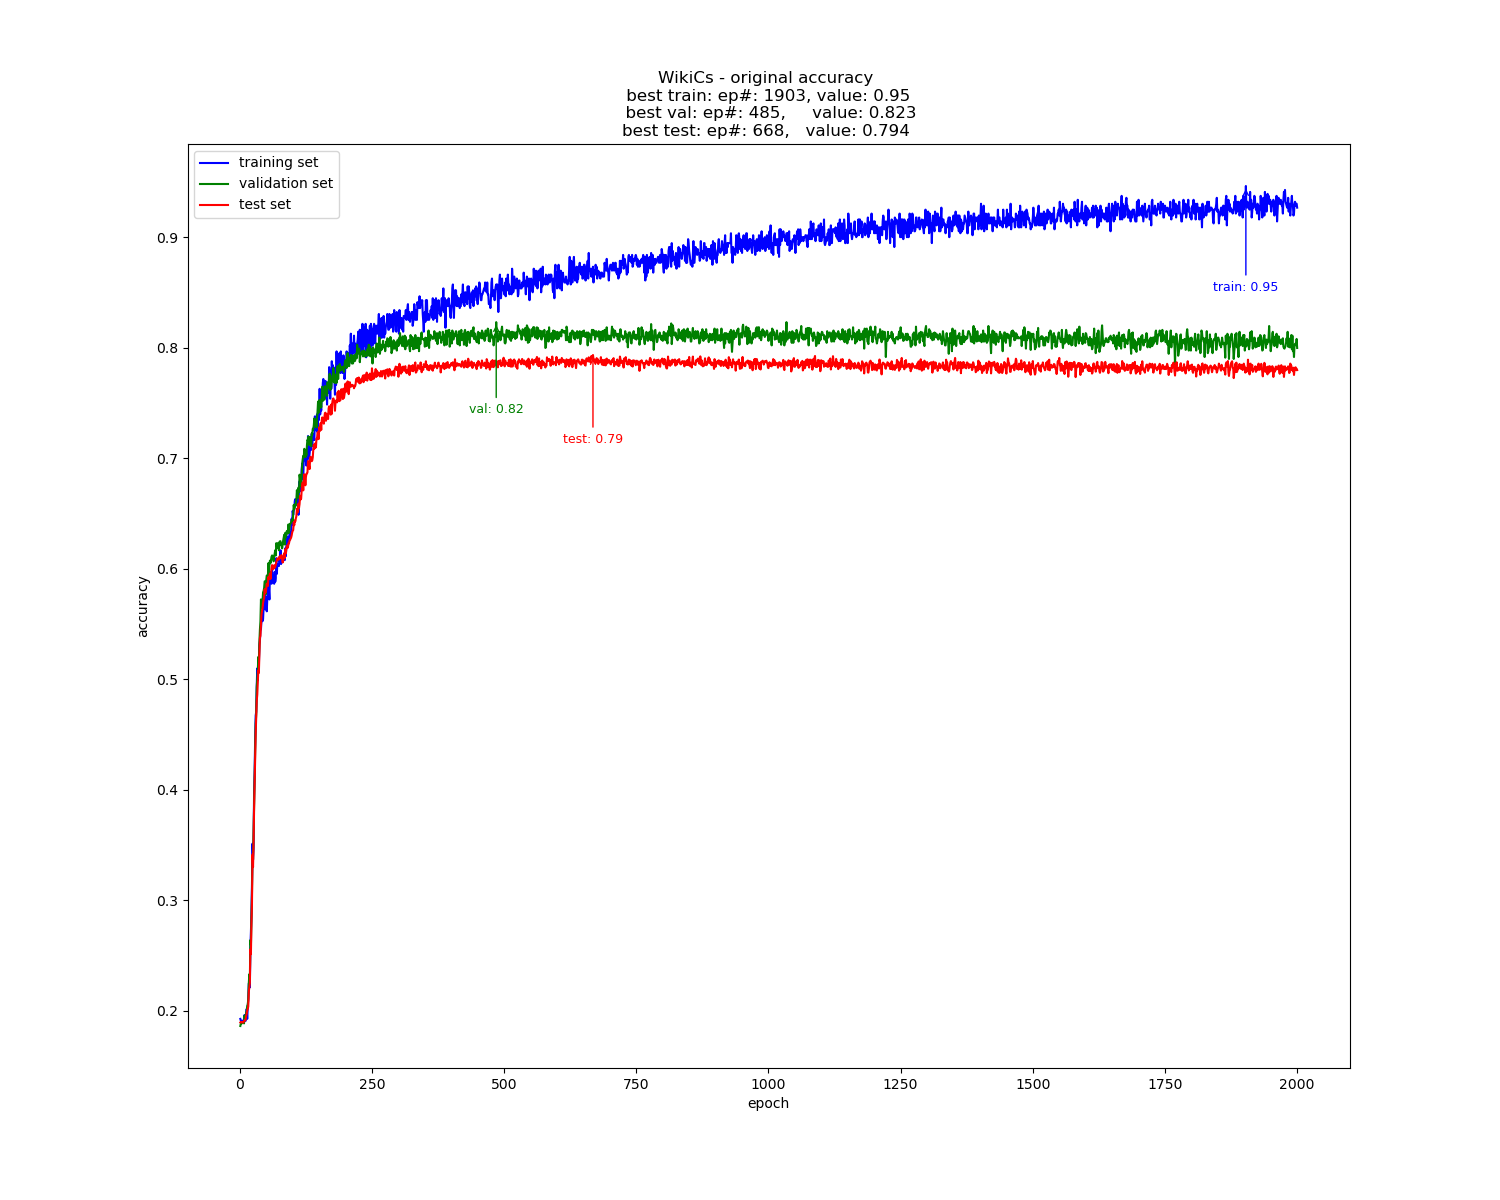 WikiCs - original accuracy
best train: ep#: 1903, value: 0.95
best val: ep#: 485,     value: 0.823
best test: ep#: 668,   value: 0.794
training set
validation set
test set
0.9
train: 0.95
0.8
val: 0.82
test: 0.79
0.7
0.6
accuracy
0.5
0.4
0.3
0.2
0 250 500 750 1000 1250 1500 1750 2000
epoch